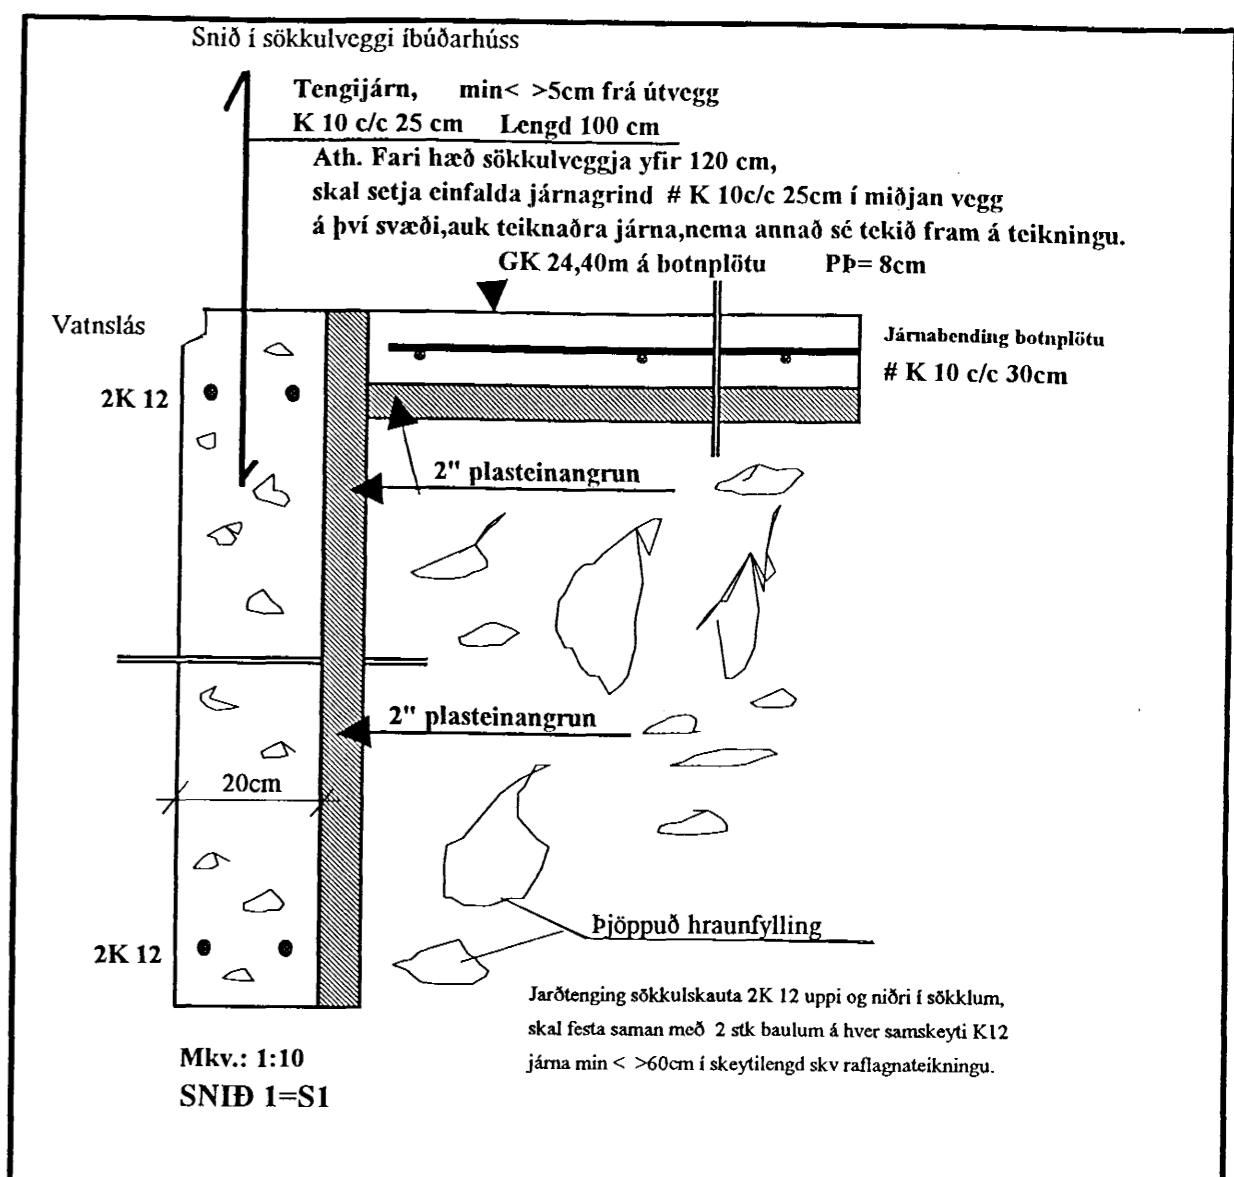 Snið í sökkulveggi íbúðarhúss
Tengijárn, min< >5cm frá útvegg
K 10 c/c 25 cm Lengd 100 cm
Ath. Fari hæð sökkulveggja yfir 120 cm,
skal setja einfalda járnagrind # K 10c/c 25cm í miðjan vegg
á því svæði,auk teiknaðra járna,nema annað sé tekið fram á teikningu.
GK 24,40m á botnplötu PÞ= 8cm
Vatnslás
Járnabending botnplötu
# K 10 c/c 30cm
2K 12
2" plasteinangrun
2" plasteinangrun
20cm
Þjöppuð hraunfylling
2K 12
Jarðtenging sökkulskauta 2K 12 uppi og niðri í sökklum,
skal festa saman með 2 stk baulum á hver samskeyti K12
járna min < >60cm í skeytilengd skv raflagnateikningu.
Mkv.: 1:10
SNIÐ 1=S1